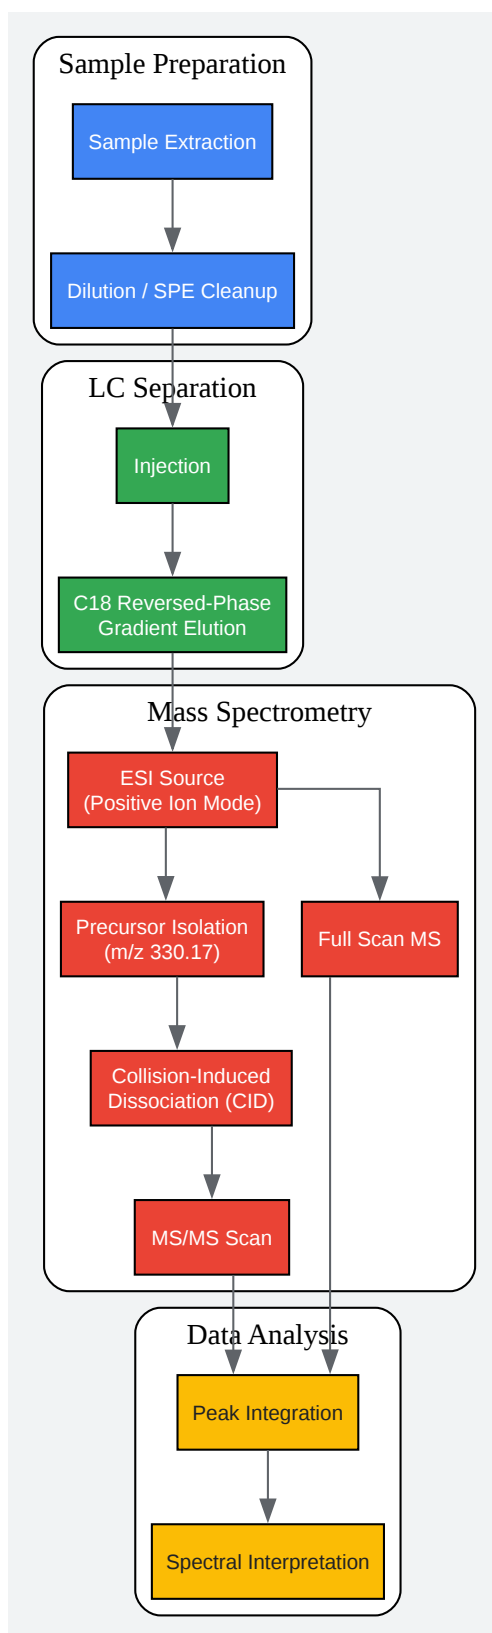 Sample Preparation
Sample Extraction
Dilution / SPE Cleanup
LC Separation
Injection
C18 Reversed-Phase
Gradient Elution
Mass Spectrometry
ESI Source
(Positive Ion Mode)
Precursor Isolation
(m/z 330.17)
Full Scan MS
Collision-Induced
Dissociation (CID)
MS/MS Scan
Data Analysis
Peak Integration
Spectral Interpretation